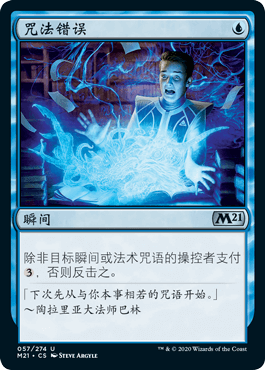 咒法错误
瞬间
M21
除非目标瞬间或法术咒语的操控者支付
3，否则反击之。
「下次先从与你本事相若的咒语开始。」
～陶拉里亚大法师巴林
057/274 U
M21 • CS STEVE ARGYLE
™ & © 2020 Wizards of the Coast